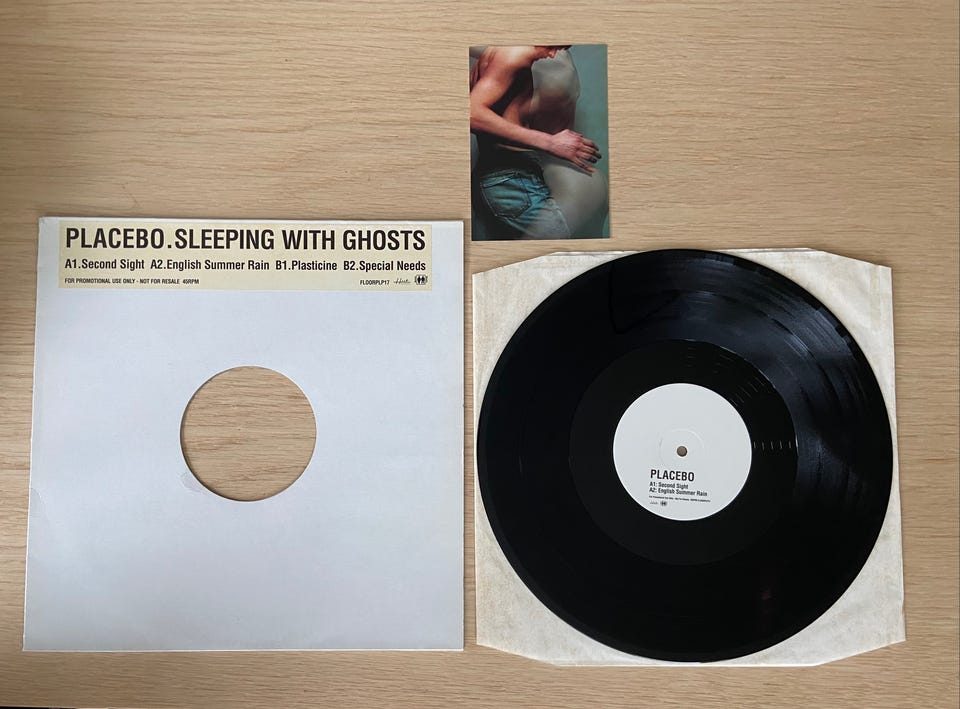 PLACEBO.SLEEPING WITH GHOSTS
A1.Second Sight A2.English Summer Rain B1.Plasticine B2.Special Needs
FOR PROMOTIONAL USE ONLY - NOT FOR RESALE 45RPM FLOORPLP17 Hut
PLACEBO
A1: Second Sight
A2: English Summer Rain